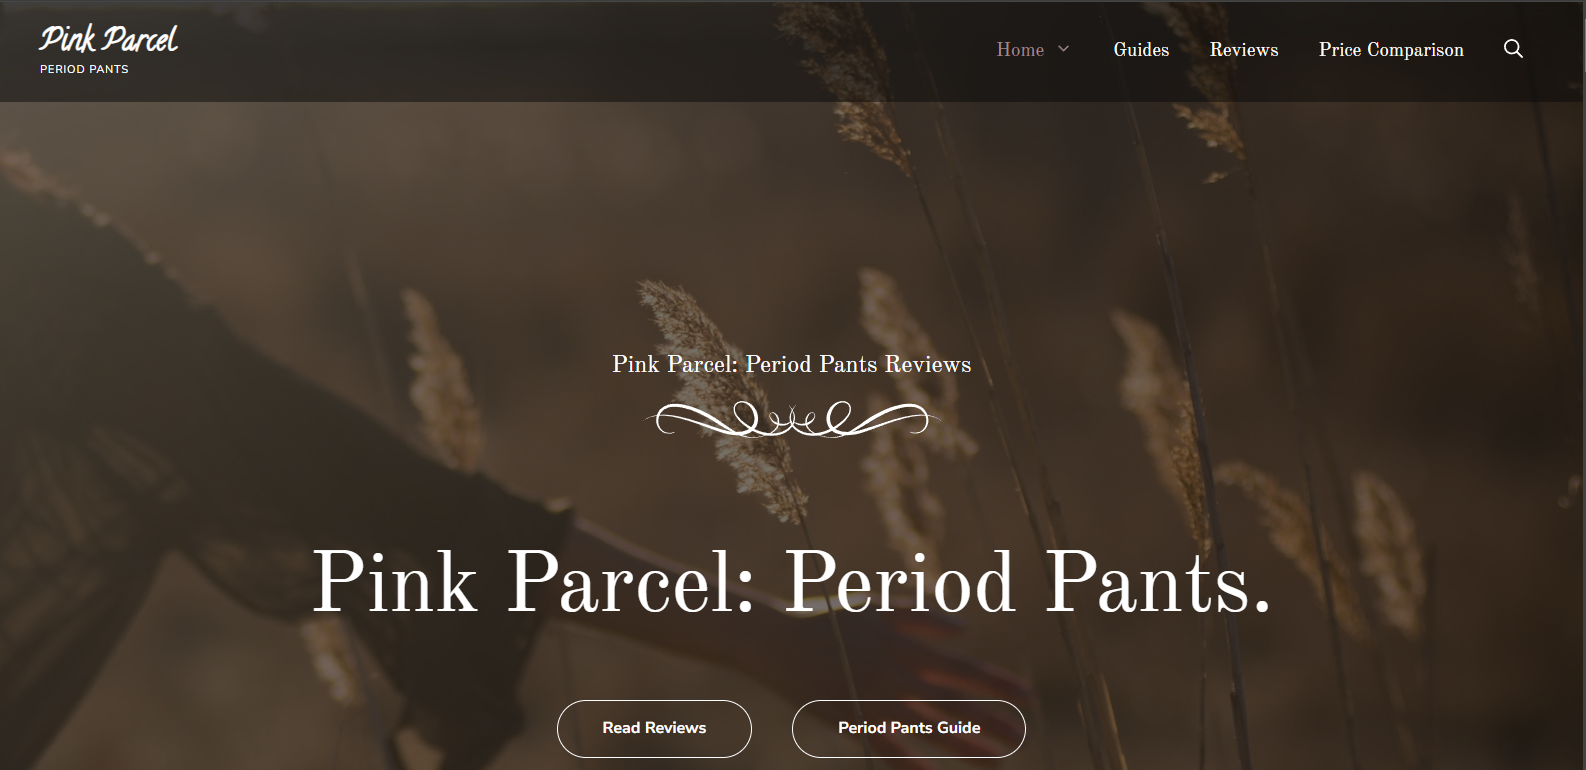 Pink Parcel
PERIOD PANTS
Home
Guides
Reviews
Price Comparison
Pink Parcel: Period Pants Reviews
Pink Parcel: Period Pants.
Read Reviews
Period Pants Guide